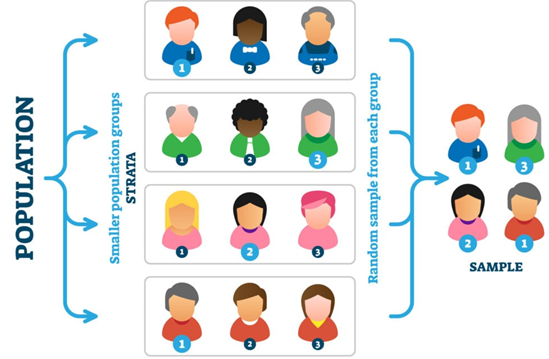 POPULATION
Smaller population groups
STRATA
1 2 3
1 2 3
1 2 3
1 2 3
Random sample from each group
1 3
2 1
SAMPLE